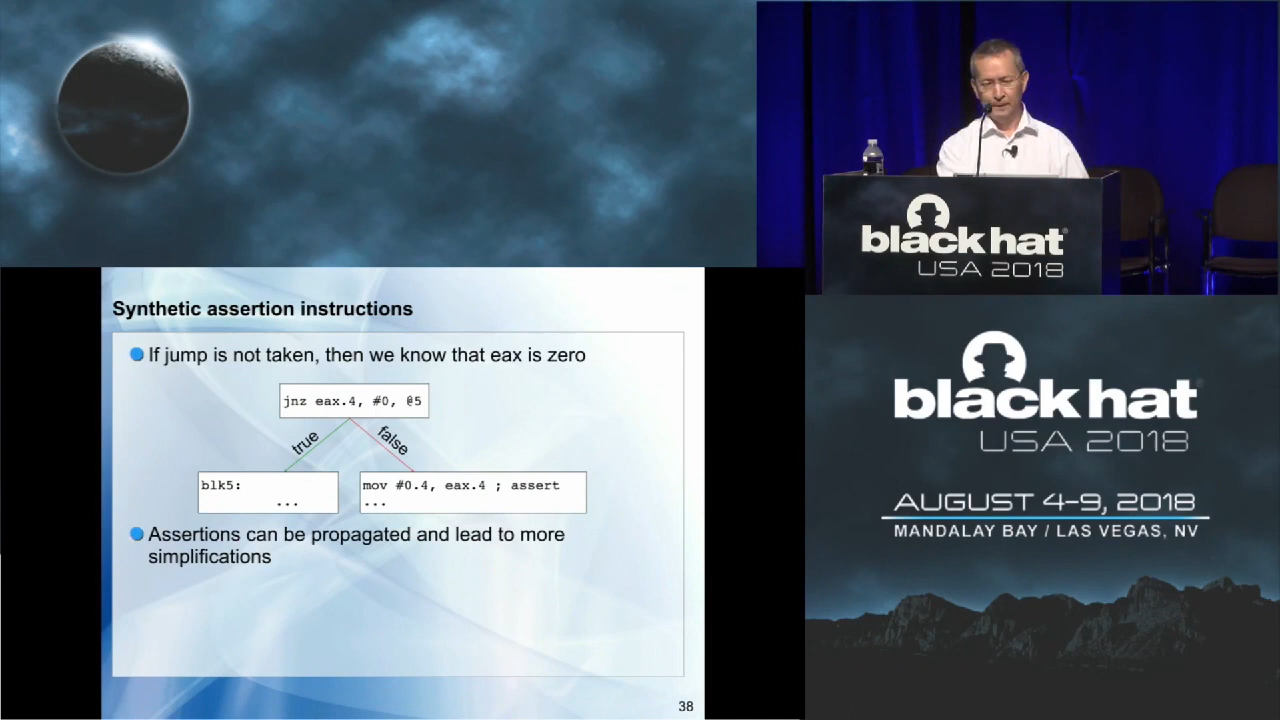 black hat
USA 2018
Synthetic assertion instructions
If jump is not taken, then we know that eax is zero
jnz eax.4, #0, @5
true
false
blk5:
...
mov #0.4, eax.4 ; assert
...
Assertions can be propagated and lead to more
simplifications
38
black hat
USA 2018
AUGUST 4-9, 2018
MANDALAY BAY / LAS VEGAS, NV